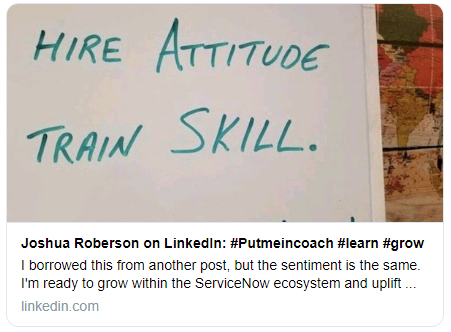 HIRE ATTITUDE
TRAIN SKILL.
Joshua Roberson on LinkedIn: #Putmeincoach #learn #grow
I borrowed this from another post, but the sentiment is the same.
I'm ready to grow within the ServiceNow ecosystem and uplift ...
linkedin.com